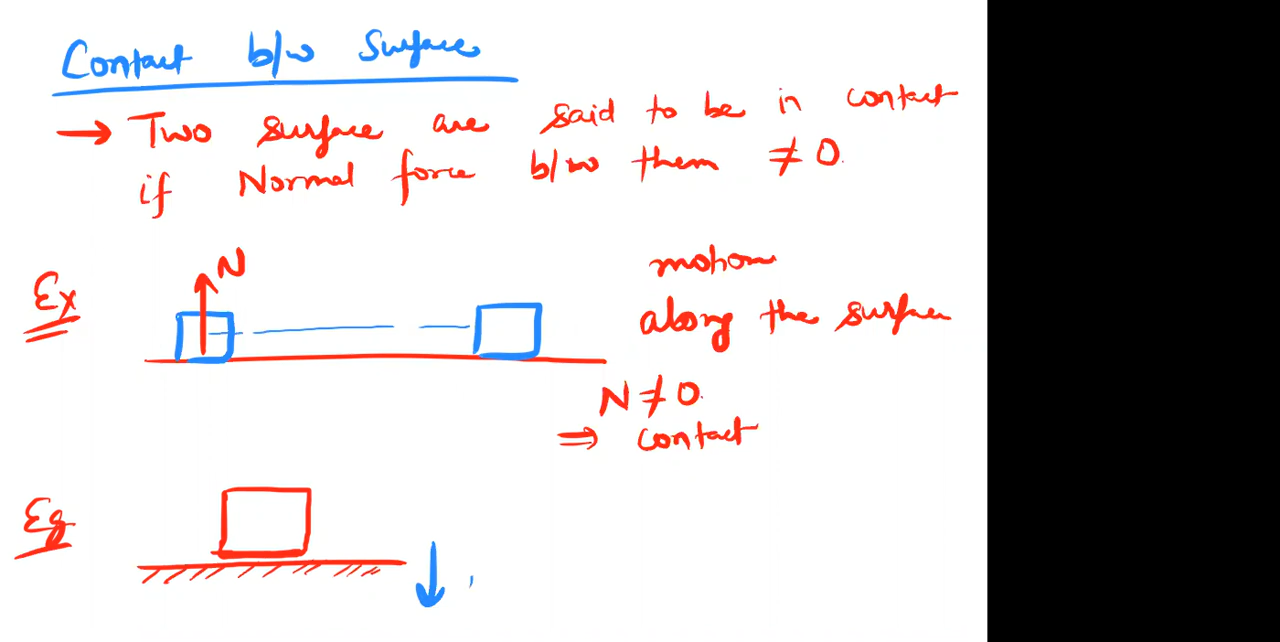 Contact b/w Surface
→ Two surface are said to be in contact
if Normal force b/w them ≠ 0.
Ex
N
motion
along the surface
N ≠ 0.
⇒ contact
Eg